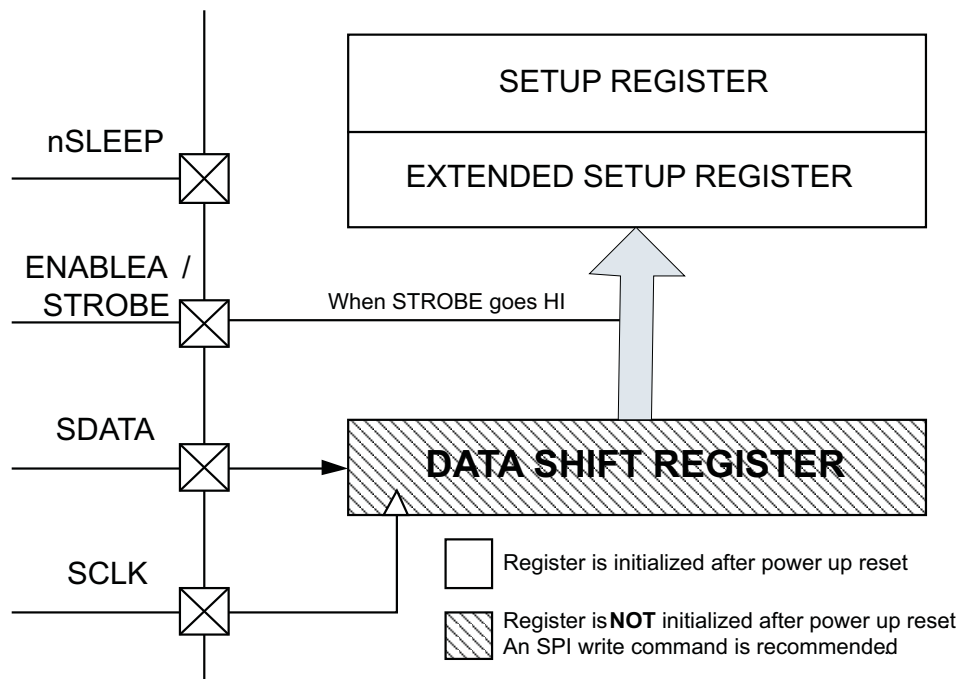 SETUP REGISTER
EXTENDED SETUP REGISTER
nSLEEP
ENABLEA /
STROBE
When STROBE goes HI
SDATA
DATA SHIFT REGISTER
SCLK
Register is initialized after power up reset
Register is NOT initialized after power up reset
An SPI write command is recommended.